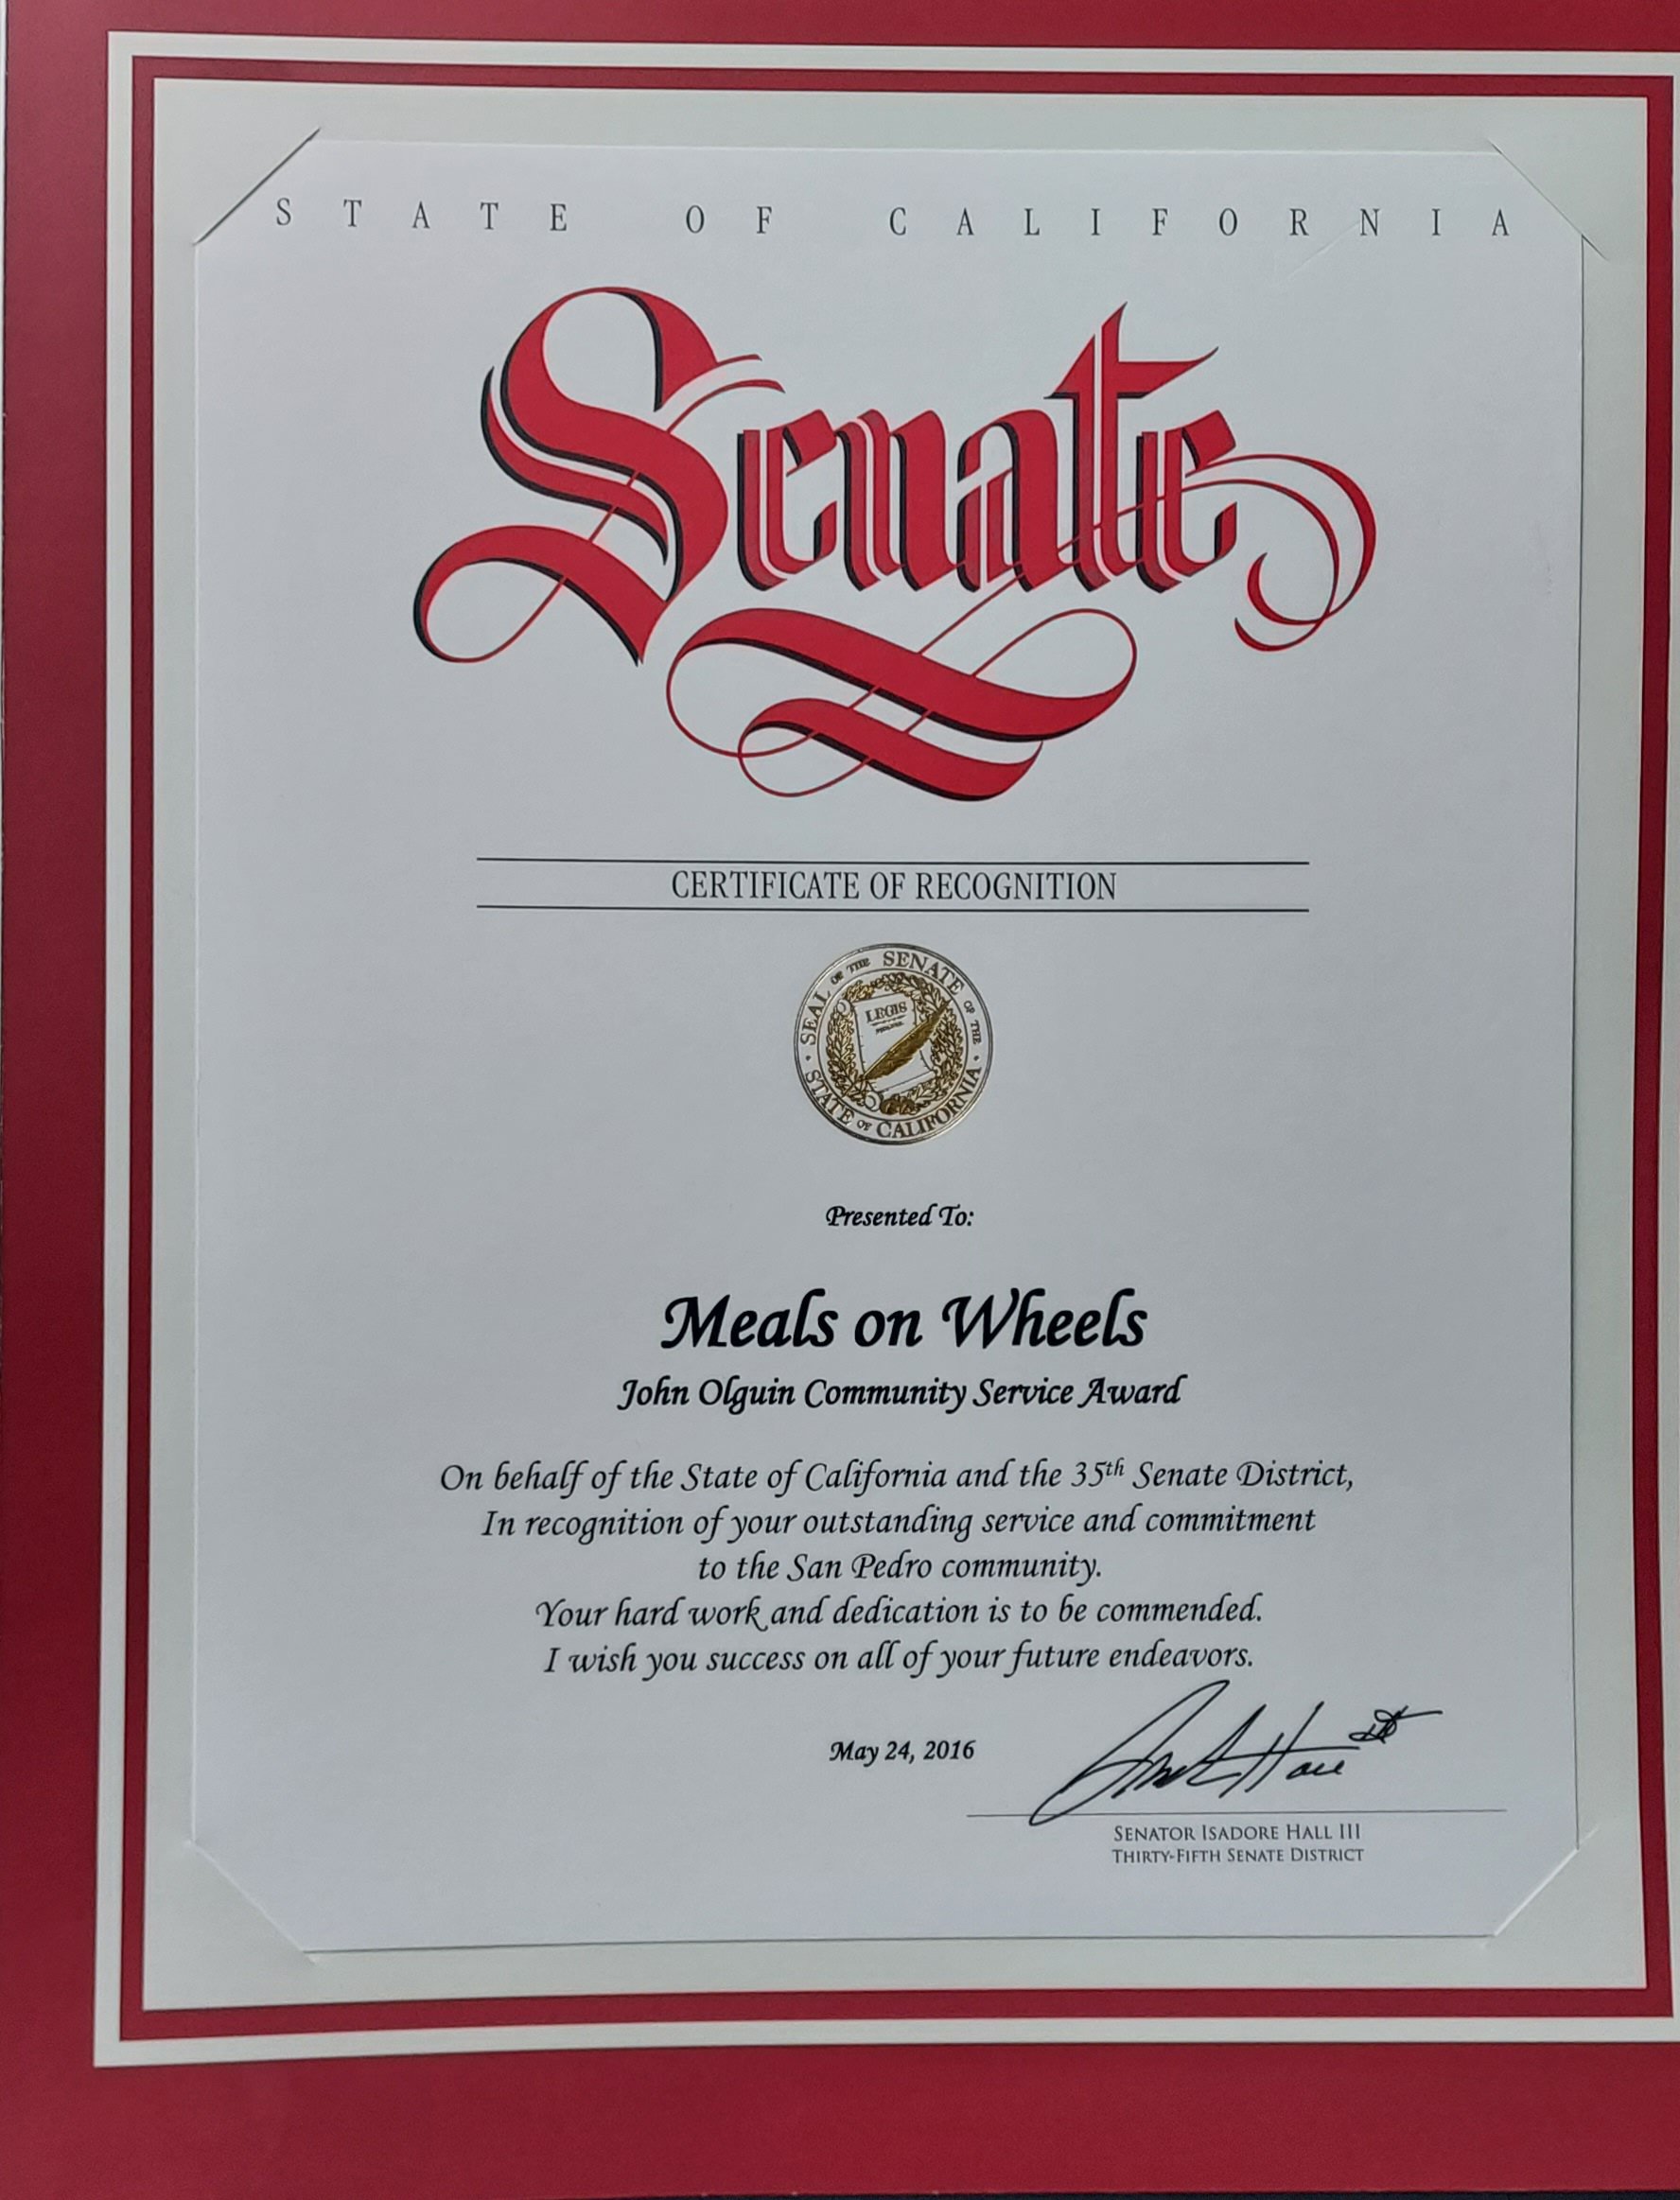 STATE OF CALIFORNIA
Senate
CERTIFICATE OF RECOGNITION
SEAL OF THE SENATE OF THE STATE OF CALIFORNIA
LEGIS
Presented To:
Meals on Wheels
John Olguin Community Service Award
On behalf of the State of California and the 35th Senate District,
In recognition of your outstanding service and commitment
to the San Pedro community.
Your hard work and dedication is to be commended.
I wish you success on all of your future endeavors.
May 24, 2016
SENATOR ISADORE HALL III
THIRTY-FIFTH SENATE DISTRICT